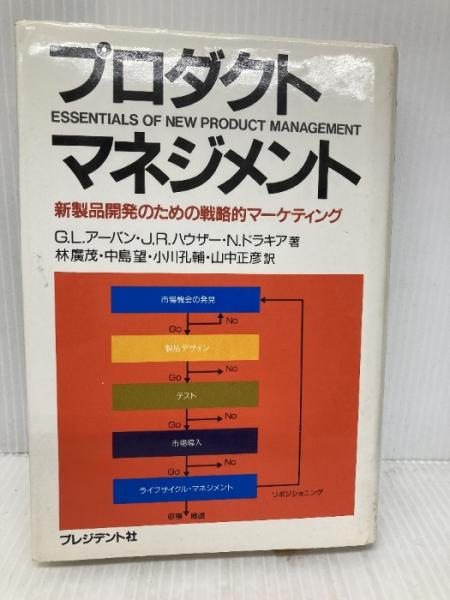 プロダクト
ESSENTIALS OF NEW PRODUCT MANAGEMENT
マネジメント
新製品開発のための戦略的マーケティング
G.L.アーバン・J.R.ハウザー・N.ドラキア著
林廣茂・中島望・小川孔輔・山中正彦訳
市場機会の発見
Go No
製品デザイン
Go No
テスト
Go No
市場導入
Go No
ライフサイクル・マネジメント
リポジショニング
収穫 撤退
プレジデント社